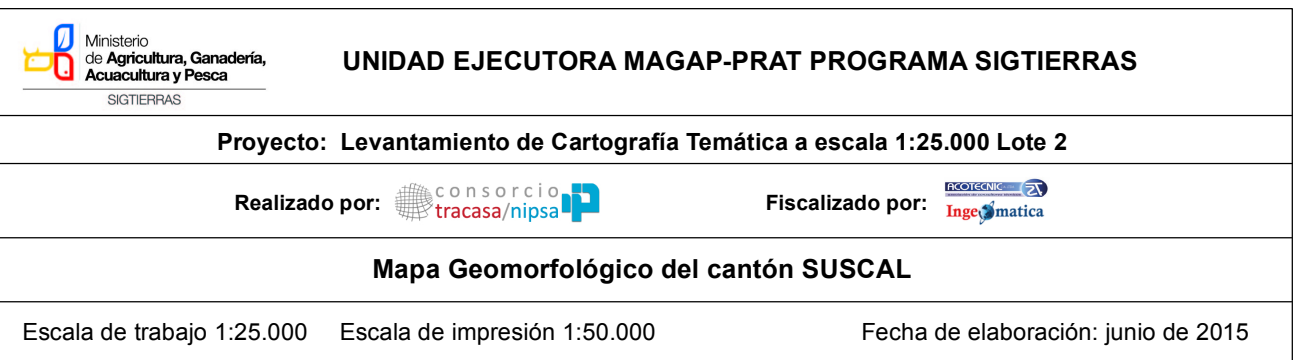 Ministerio
de Agricultura, Ganadería,
Acuacultura y Pesca
SIGTIERRAS
UNIDAD EJECUTORA MAGAP-PRAT PROGRAMA SIGTIERRAS
Proyecto: Levantamiento de Cartografía Temática a escala 1:25.000 Lote 2
Realizado por: consorcio tracasa/nipsa
Fiscalizado por: ACOTECNIC
Ingeomatica
Mapa Geomorfológico del cantón SUSCAL
Escala de trabajo 1:25.000 Escala de impresión 1:50.000 Fecha de elaboración: junio de 2015